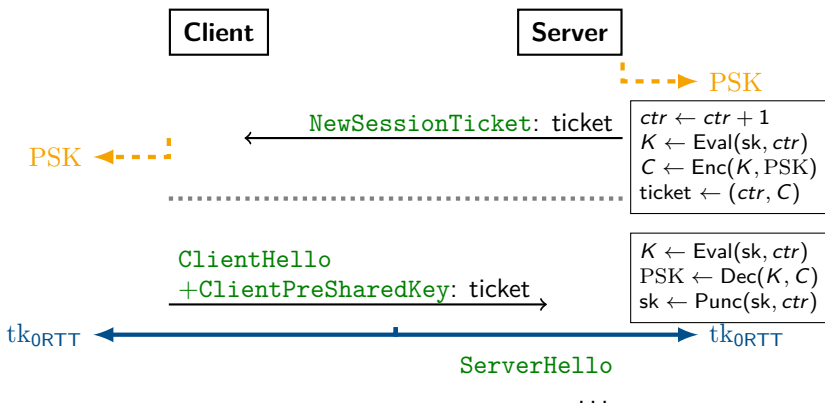 Client
Server
PSK
NewSessionTicket: ticket
ctr ← ctr + 1
K ← Eval(sk, ctr)
C ← Enc(K, PSK)
ticket ← (ctr, C)
PSK
ClientHello
+ClientPreSharedKey: ticket
K ← Eval(sk, ctr)
PSK ← Dec(K, C)
sk ← Punc(sk, ctr)
tk0RTT
tk0RTT
ServerHello
...